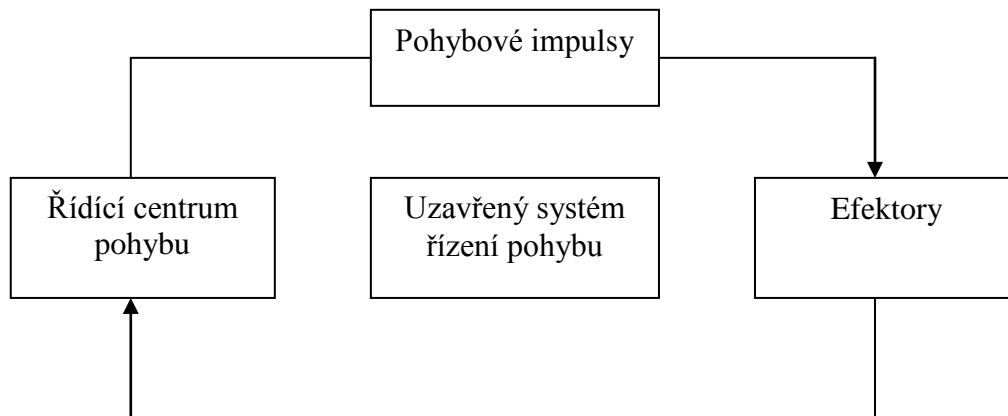 Pohybové impulsy
Řídící centrum
pohybu
Uzavřený systém
řízení pohybu
Efektory